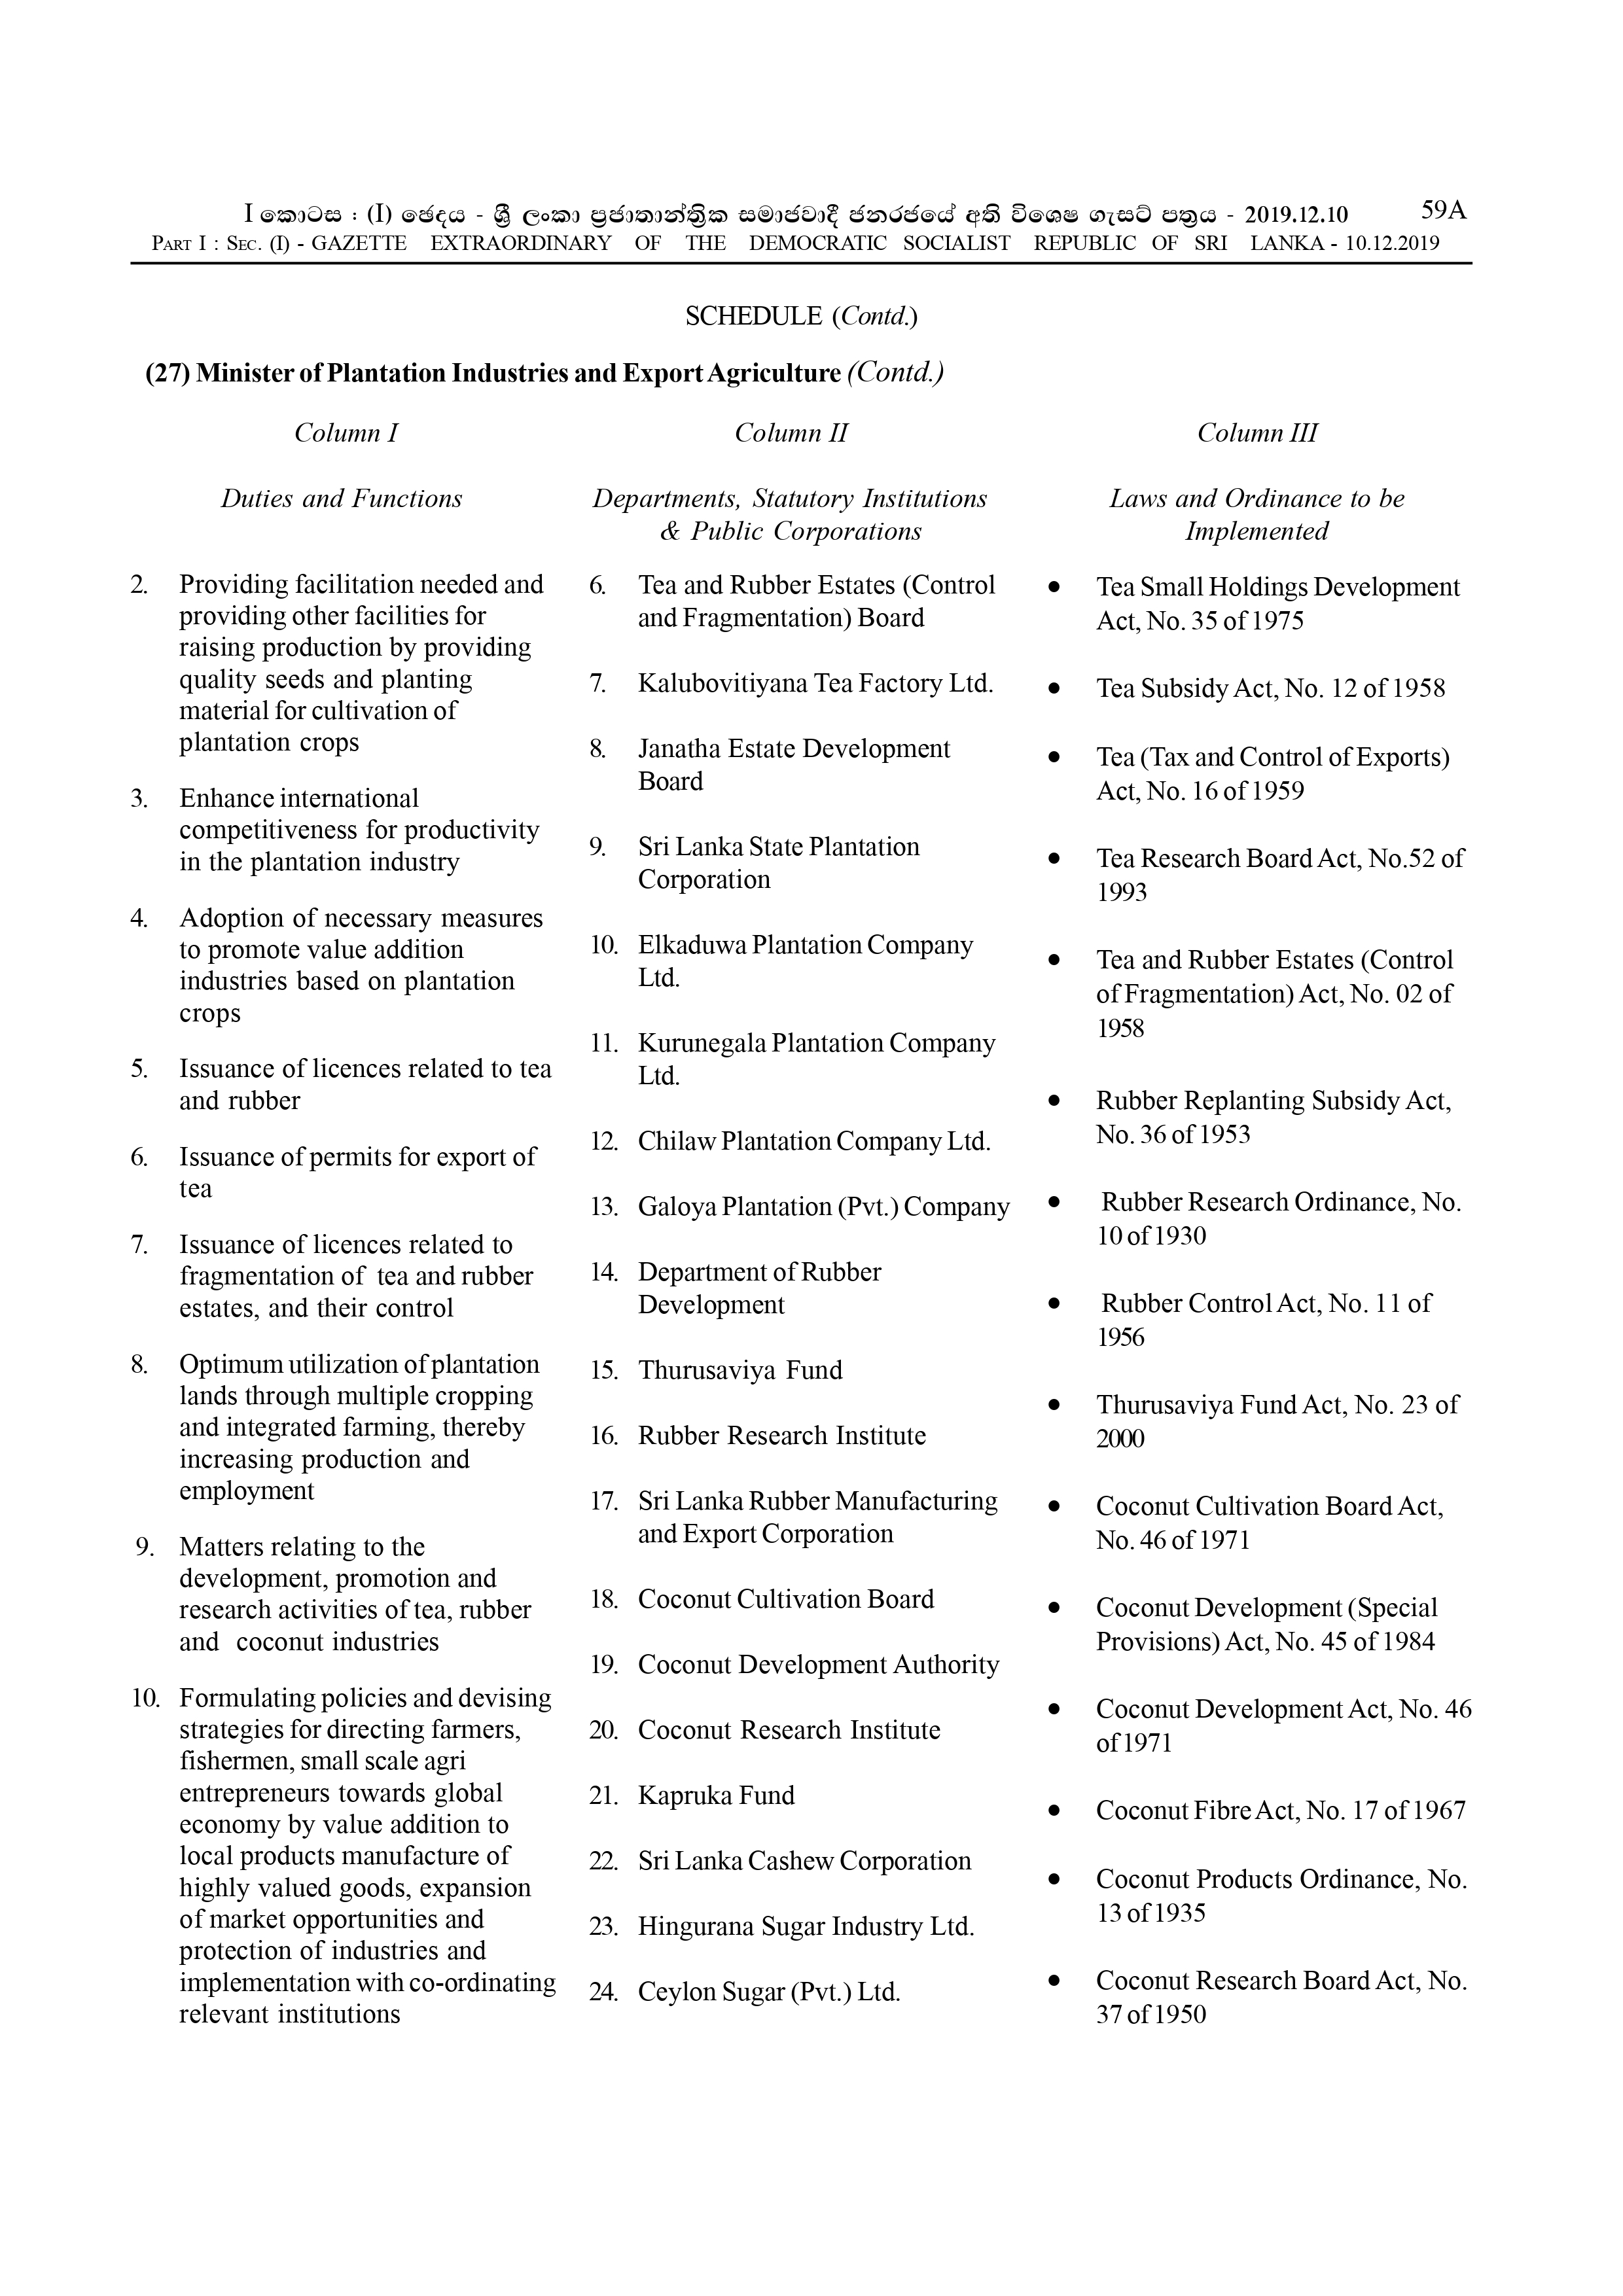 I කොටස : (I) ඡේදය - ශ්‍රී ලංකා ප්‍රජාතාන්ත්‍රික සමාජවාදී ජනරජයේ අති විශෙෂ ගැසට් පත්‍රය - 2019.12.10
59A
PART I : SEC. (I) - GAZETTE EXTRAORDINARY OF THE DEMOCRATIC SOCIALIST REPUBLIC OF SRI LANKA - 10.12.2019
SCHEDULE (Contd.)
(27) Minister of Plantation Industries and Export Agriculture (Contd.)
Column I
Duties and Functions
2. Providing facilitation needed and
providing other facilities for
raising production by providing
quality seeds and planting
material for cultivation of
plantation crops
3. Enhance international
competitiveness for productivity
in the plantation industry
4. Adoption of necessary measures
to promote value addition
industries based on plantation
crops
5. Issuance of licences related to tea
and rubber
6. Issuance of permits for export of
tea
7. Issuance of licences related to
fragmentation of tea and rubber
estates, and their control
8. Optimum utilization of plantation
lands through multiple cropping
and integrated farming, thereby
increasing production and
employment
9. Matters relating to the
development, promotion and
research activities of tea, rubber
and coconut industries
10. Formulating policies and devising
strategies for directing farmers,
fishermen, small scale agri
entrepreneurs towards global
economy by value addition to
local products manufacture of
highly valued goods, expansion
of market opportunities and
protection of industries and
implementation with co-ordinating
relevant institutions
Column II
Departments, Statutory Institutions
& Public Corporations
6. Tea and Rubber Estates (Control
and Fragmentation) Board
7. Kalubovitiyana Tea Factory Ltd.
8. Janatha Estate Development
Board
9. Sri Lanka State Plantation
Corporation
10. Elkaduwa Plantation Company
Ltd.
11. Kurunegala Plantation Company
Ltd.
12. Chilaw Plantation Company Ltd.
13. Galoya Plantation (Pvt.) Company
14. Department of Rubber
Development
15. Thurusaviya Fund
16. Rubber Research Institute
17. Sri Lanka Rubber Manufacturing
and Export Corporation
18. Coconut Cultivation Board
19. Coconut Development Authority
20. Coconut Research Institute
21. Kapruka Fund
22. Sri Lanka Cashew Corporation
23. Hingurana Sugar Industry Ltd.
24. Ceylon Sugar (Pvt.) Ltd.
Column III
Laws and Ordinance to be
Implemented
• Tea Small Holdings Development
Act, No. 35 of 1975
• Tea Subsidy Act, No. 12 of 1958
• Tea (Tax and Control of Exports)
Act, No. 16 of 1959
• Tea Research Board Act, No.52 of
1993
• Tea and Rubber Estates (Control
of Fragmentation) Act, No. 02 of
1958
• Rubber Replanting Subsidy Act,
No. 36 of 1953
• Rubber Research Ordinance, No.
10 of 1930
• Rubber Control Act, No. 11 of
1956
• Thurusaviya Fund Act, No. 23 of
2000
• Coconut Cultivation Board Act,
No. 46 of 1971
• Coconut Development (Special
Provisions) Act, No. 45 of 1984
• Coconut Development Act, No. 46
of 1971
• Coconut Fibre Act, No. 17 of 1967
• Coconut Products Ordinance, No.
13 of 1935
• Coconut Research Board Act, No.
37 of 1950